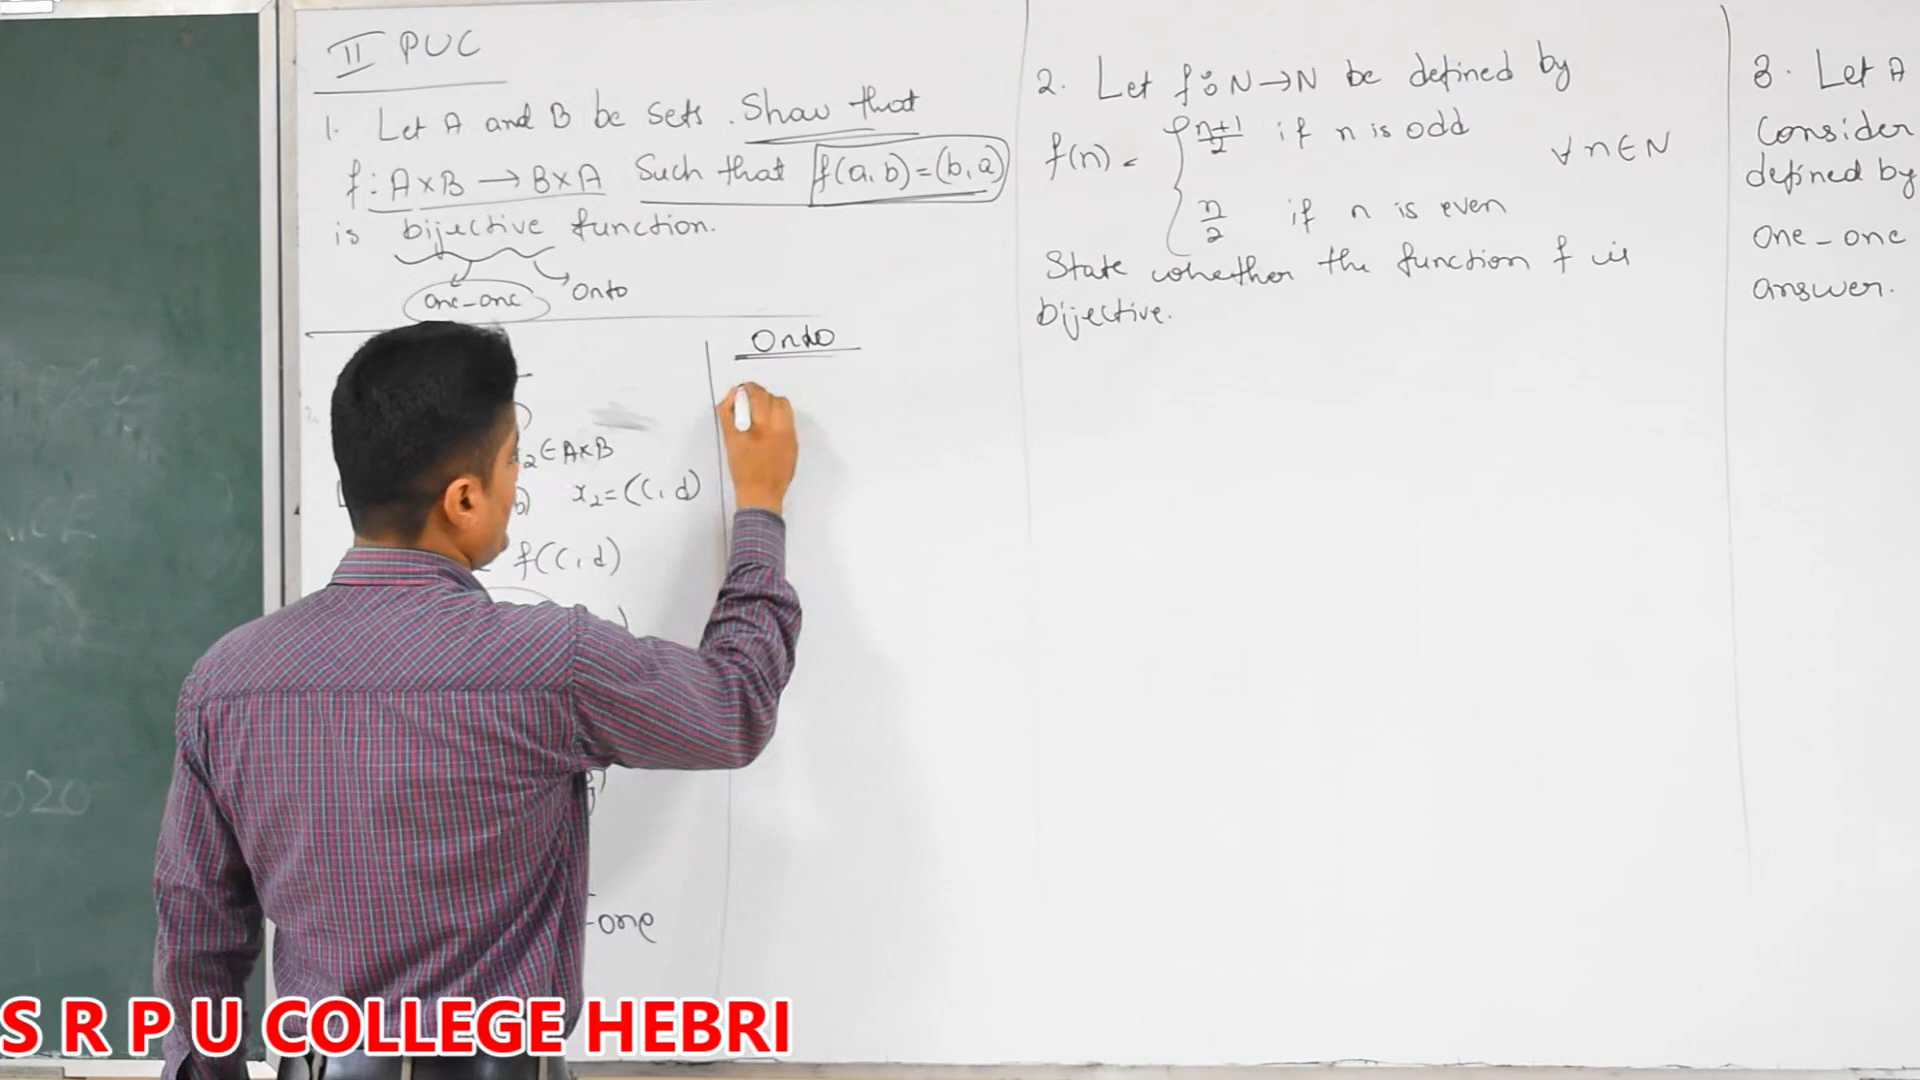 II PUC
1. Let A and B be sets. Show that
f : A×B → B×A Such that f(a, b) = (b, a)
is bijective function.
one-one Onto
Onto
2 ∈ A×B
b) x₂ = (c, d)
f(c, d)
-one
2. Let f : N → N be defined by
f(n) = { n+1/2 if n is odd
∀ n ∈ N
n/2 if n is even
State whether the function f is
bijective.
3. Let A
Consider
defined by
one-one
answer.
020
S R P U COLLEGE HEBRI